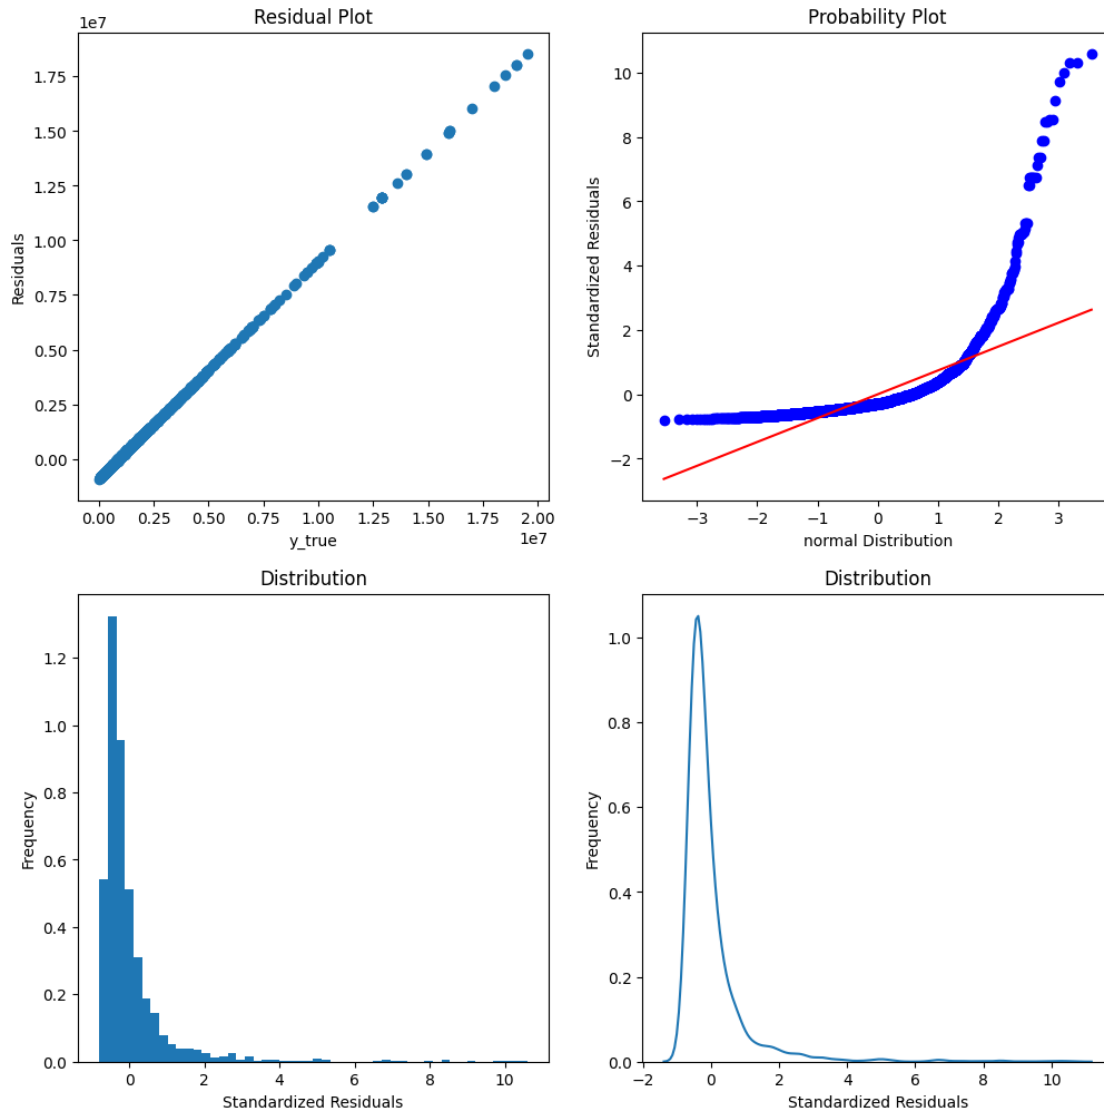 Residual Plot
1e7
1.75
1.50
1.25
1.00
0.75
0.50
0.25
0.00
Residuals
0.00 0.25 0.50 0.75 1.00 1.25 1.50 1.75 2.00
1e7
y_true
Probability Plot
10
8
6
4
2
0
−2
Standardized Residuals
−3 −2 −1 0 1 2 3
normal Distribution
Distribution
1.2
1.0
0.8
0.6
0.4
0.2
0.0
Frequency
0 2 4 6 8 10
Standardized Residuals
Distribution
1.0
0.8
0.6
0.4
0.2
0.0
Frequency
−2 0 2 4 6 8 10
Standardized Residuals